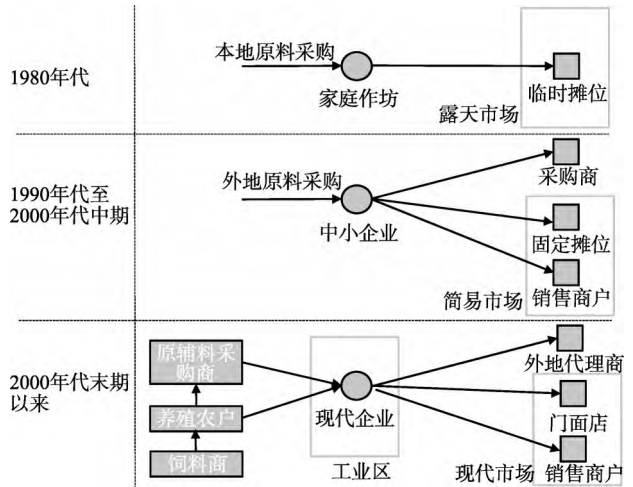 1980年代
本地原料采购
家庭作坊
临时摊位
露天市场
1990年代至
2000年代中期
外地原料采购
中小企业
采购商
固定摊位
销售商户
简易市场
2000年代末期
以来
原辅料采
购商
养殖农户
饲料商
现代企业
工业区
外地代理商
门面店
销售商户
现代市场